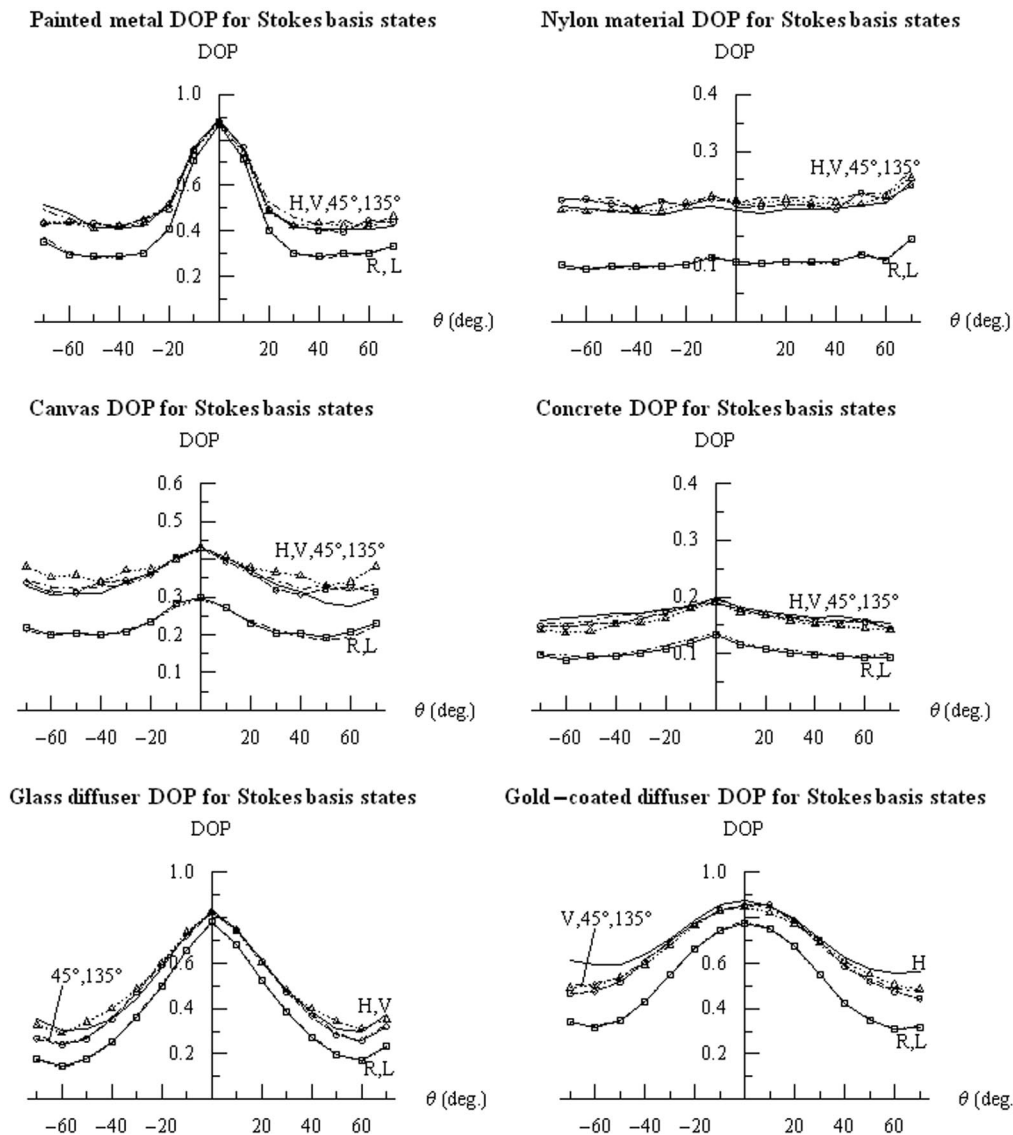 Painted metal DOP for Stokes basis states
DOP
1.0
0.6
0.4
0.2
H,V,45°,135°
R,L
θ (deg.)
−60 −40 −20 20 40 60
Nylon material DOP for Stokes basis states
DOP
0.4
0.3
0.1
H,V,45°,135°
R,L
θ (deg.)
−60 −40 −20 20 40 60
Canvas DOP for Stokes basis states
DOP
0.6
0.5
0.3
0.2
0.1
H,V,45°,135°
R,L
θ (deg.)
−60 −40 −20 20 40 60
Concrete DOP for Stokes basis states
DOP
0.4
0.3
0.2
0.1
H,V,45°,135°
R,L
θ (deg.)
−60 −40 −20 20 40 60
Glass diffuser DOP for Stokes basis states
DOP
1.0
0.8
0.6
0.4
0.2
45°,135°
H,V
R,L
θ (deg.)
−60 −40 −20 20 40 60
Gold−coated diffuser DOP for Stokes basis states
DOP
1.0
0.8
0.6
0.4
0.2
V,45°,135°
H
R,L
θ (deg.
−60 −40 −20 20 40 60